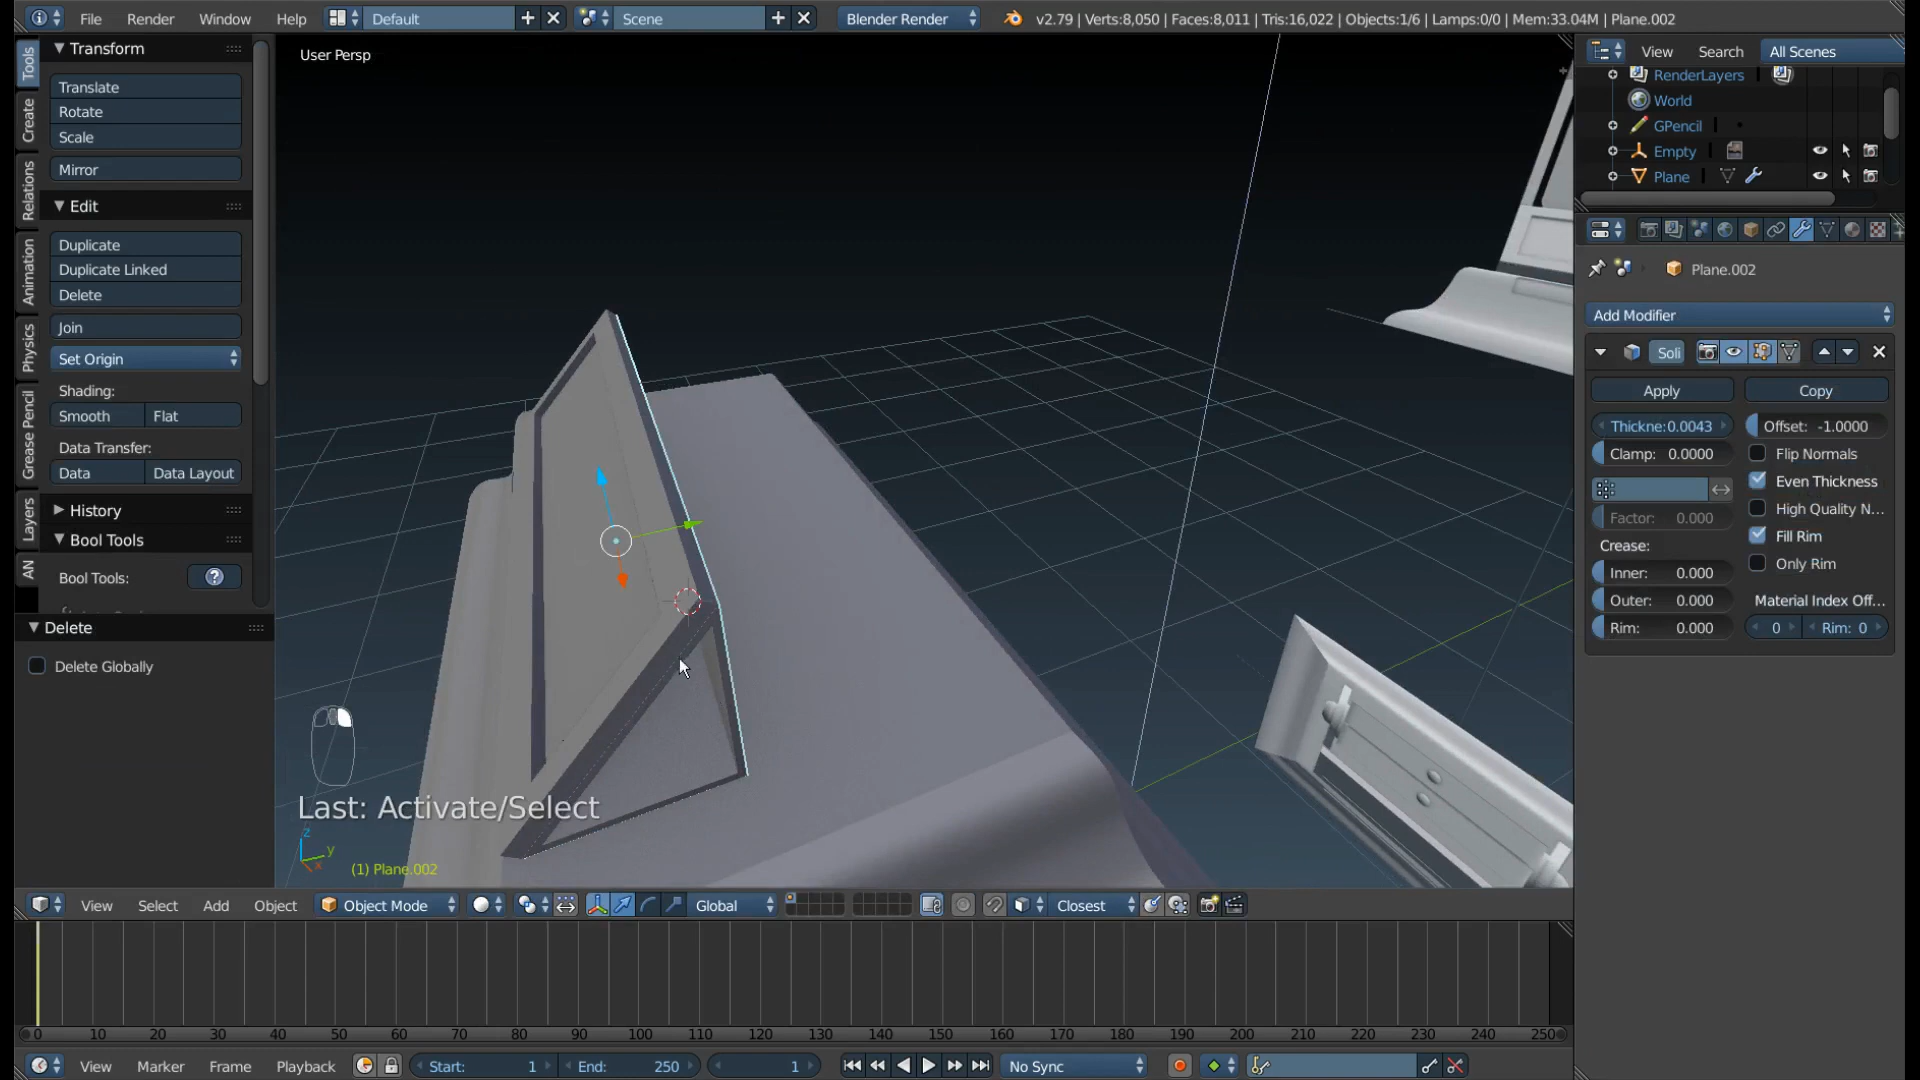 File Render Window Help Default Scene Blender Render v2.79 | Verts:8,050 | Faces:8,011 | Tris:16,022 | Objects:1/6 | Lamps:0/0 | Mem:33.04M | Plane.002
Tools
Create
Relations
Animation
Physics
Grease Pencil
Layers
AN
Transform
Translate
Rotate
Scale
Mirror
Edit
Duplicate
Duplicate Linked
Delete
Join
Set Origin
Shading:
Smooth Flat
Data Transfer:
Data Data Layout
History
Bool Tools
Bool Tools:
Delete
Delete Globally
User Persp
Last: Activate/Select
z
y
x
(1) Plane.002
View Search All Scenes
RenderLayers
World
GPencil
Empty
Plane
Plane.002
Add Modifier
Soli
Apply Copy
Thickne:0.0043 Offset: -1.0000
Clamp: 0.0000 Flip Normals
Even Thickness
High Quality N...
Factor: 0.000
Fill Rim
Crease:
Only Rim
Inner: 0.000
Outer: 0.000 Material Index Off...
Rim: 0.000 0 Rim: 0
View Select Add Object Object Mode Global Closest
0 10 20 30 40 50 60 70 80 90 100 110 120 130 140 150 160 170 180 190 200 210 220 230 240 250
View Marker Frame Playback Start: 1 End: 250 1 No Sync